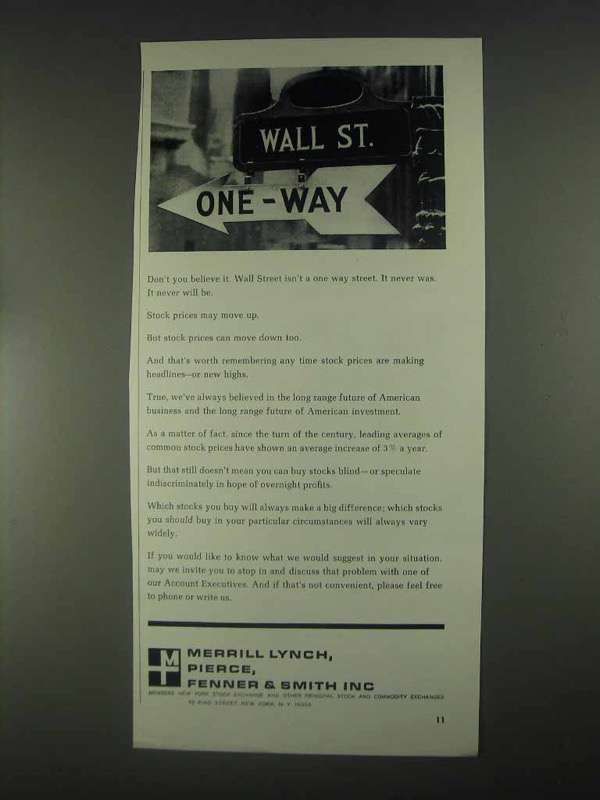 WALL ST.
ONE-WAY
Don't you believe it. Wall Street isn't a one way street. It never was.
It never will be.
Stock prices may move up.
But stock prices can move down too.
And that's worth remembering any time stock prices are making
headlines—or new highs.
True, we've always believed in the long range future of American
business and the long range future of American investment.
As a matter of fact, since the turn of the century, leading averages of
common stock prices have shown an average increase of 3% a year.
But that still doesn't mean you can buy stocks blind—or speculate
indiscriminately in hope of overnight profits.
Which stocks you buy will always make a big difference; which stocks
you should buy in your particular circumstances will always vary
widely.
If you would like to know what we would suggest in your situation,
may we invite you to stop in and discuss that problem with one of
our Account Executives. And if that's not convenient, please feel free
to phone or write us.
M
MERRILL LYNCH,
PIERCE,
FENNER & SMITH INC
MEMBERS NEW YORK STOCK EXCHANGE AND OTHER PRINCIPAL STOCK AND COMMODITY EXCHANGES
STREET, NEW YORK, N.Y.
11